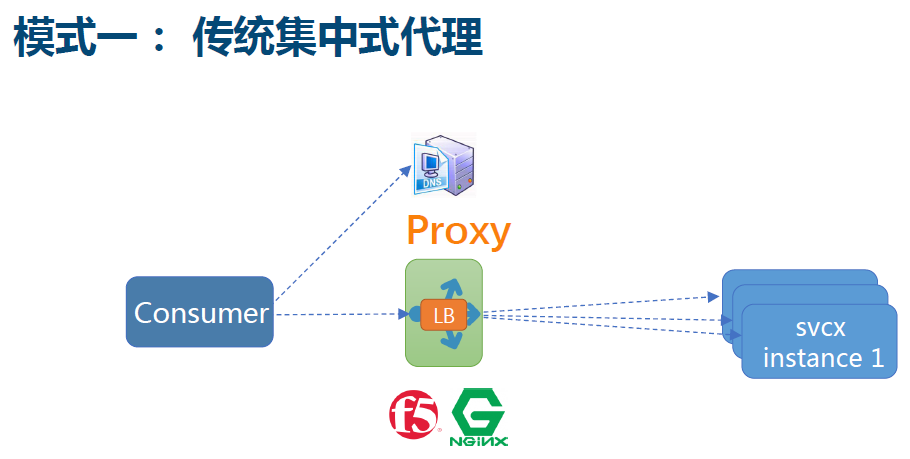 模式一： 传统集中式代理
DNS
Proxy
Consumer
LB
svcx
instance 1
f5
NGINX